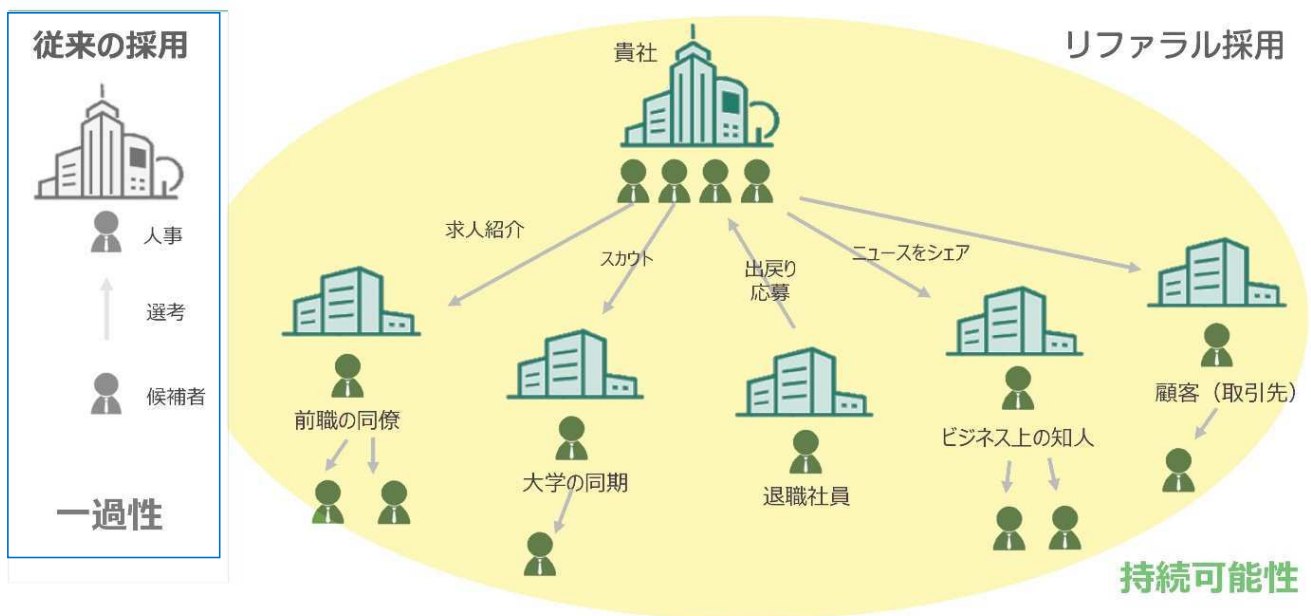 従来の採用
人事
選考
候補者
一過性
リファラル採用
貴社
求人紹介
スカウト
出戻り
応募
ニュースをシェア
前職の同僚
大学の同期
退職社員
ビジネス上の知人
顧客（取引先）
持続可能性